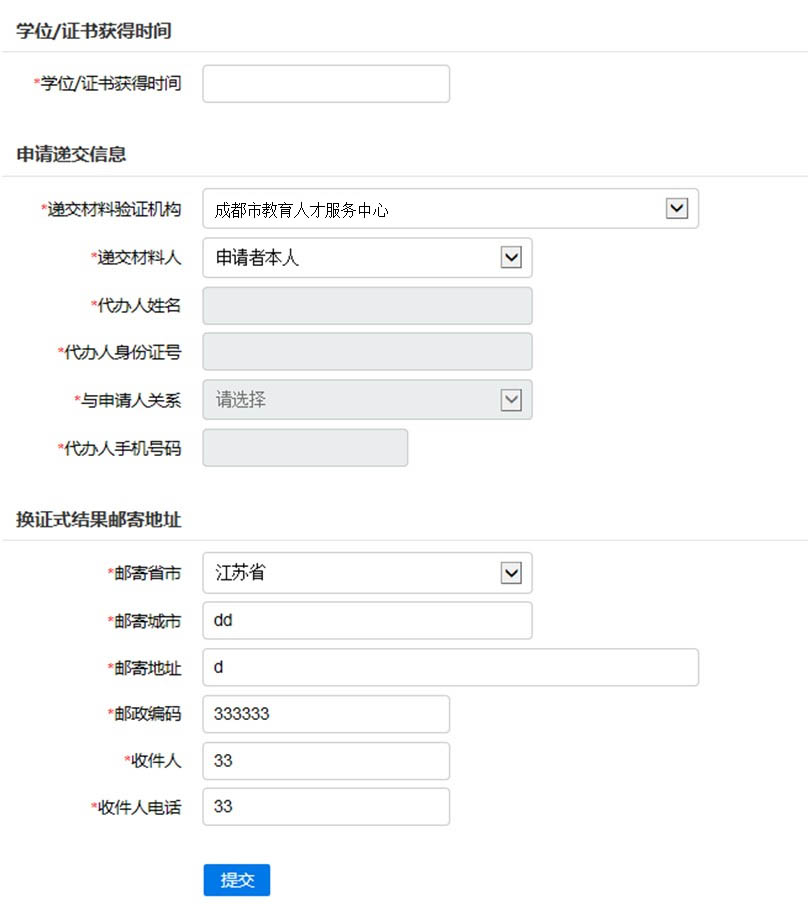 学位/证书获得时间
*学位/证书获得时间
申请递交信息
*递交材料验证机构 成都市教育人才服务中心
*递交材料人 申请者本人
*代办人姓名
*代办人身份证号
*与申请人关系 请选择
*代办人手机号码
换证式结果邮寄地址
*邮寄省市 江苏省
*邮寄城市 dd
*邮寄地址 d
*邮政编码 333333
*收件人 33
*收件人电话 33
提交